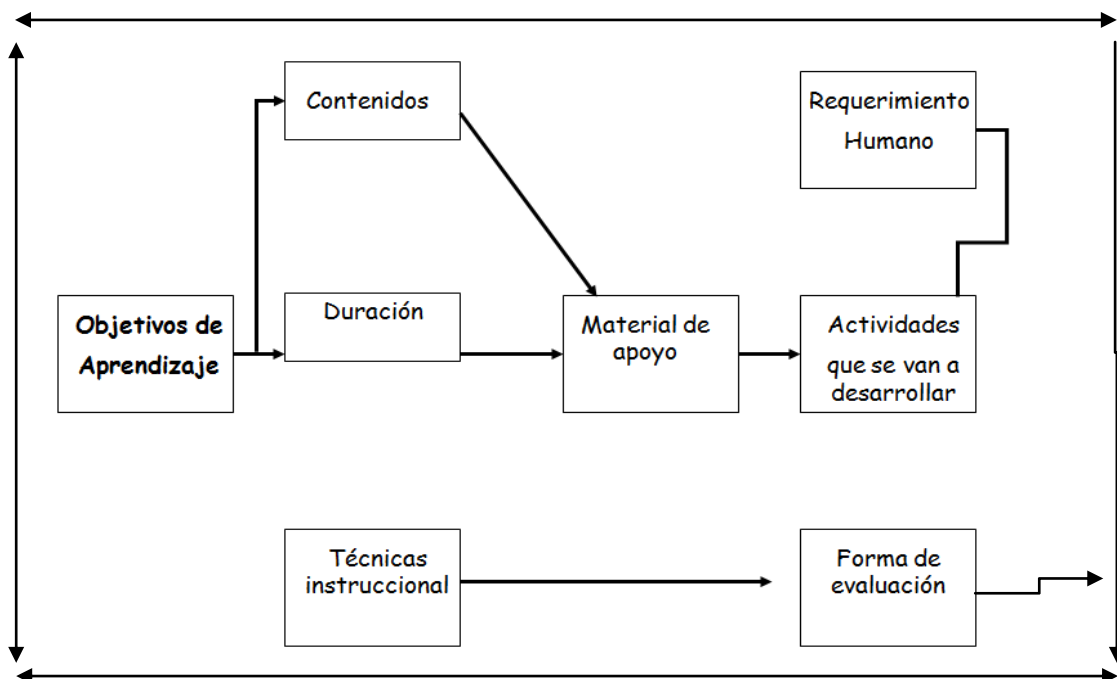 Contenidos
Requerimiento
Humano
Objetivos de
Aprendizaje
Duración
Material de
apoyo
Actividades
que se van a
desarrollar
Técnicas
instruccional
Forma de
evaluación